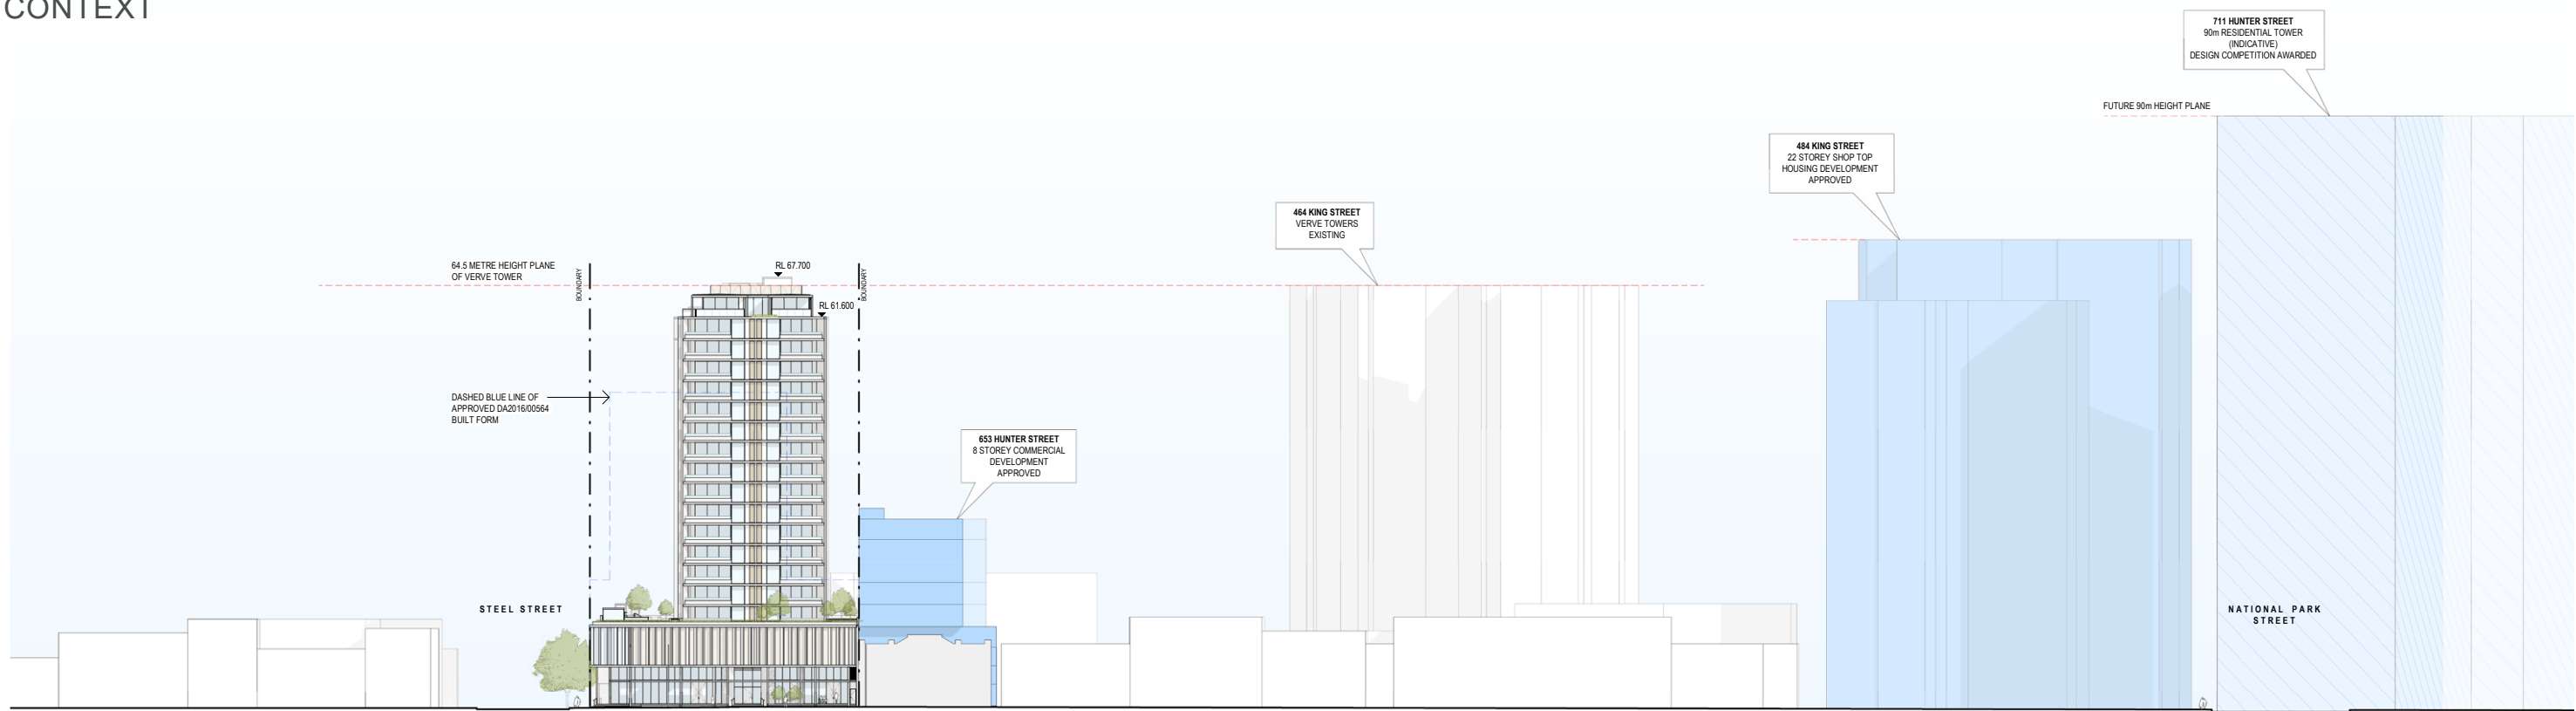 CONTEXT
711 HUNTER STREET
90m RESIDENTIAL TOWER
(INDICATIVE)
DESIGN COMPETITION AWARDED
FUTURE 90m HEIGHT PLANE
484 KING STREET
22 STOREY SHOP TOP
HOUSING DEVELOPMENT
APPROVED
464 KING STREET
VERVE TOWERS
EXISTING
64.5 METRE HEIGHT PLANE
OF VERVE TOWER
BOUNDARY
RL 67.700
BOUNDARY
RL 61.600
DASHED BLUE LINE OF
APPROVED DA2016/00564
BUILT FORM
653 HUNTER STREET
8 STOREY COMMERCIAL
DEVELOPMENT
APPROVED
STEEL STREET
NATIONAL PARK
STREET